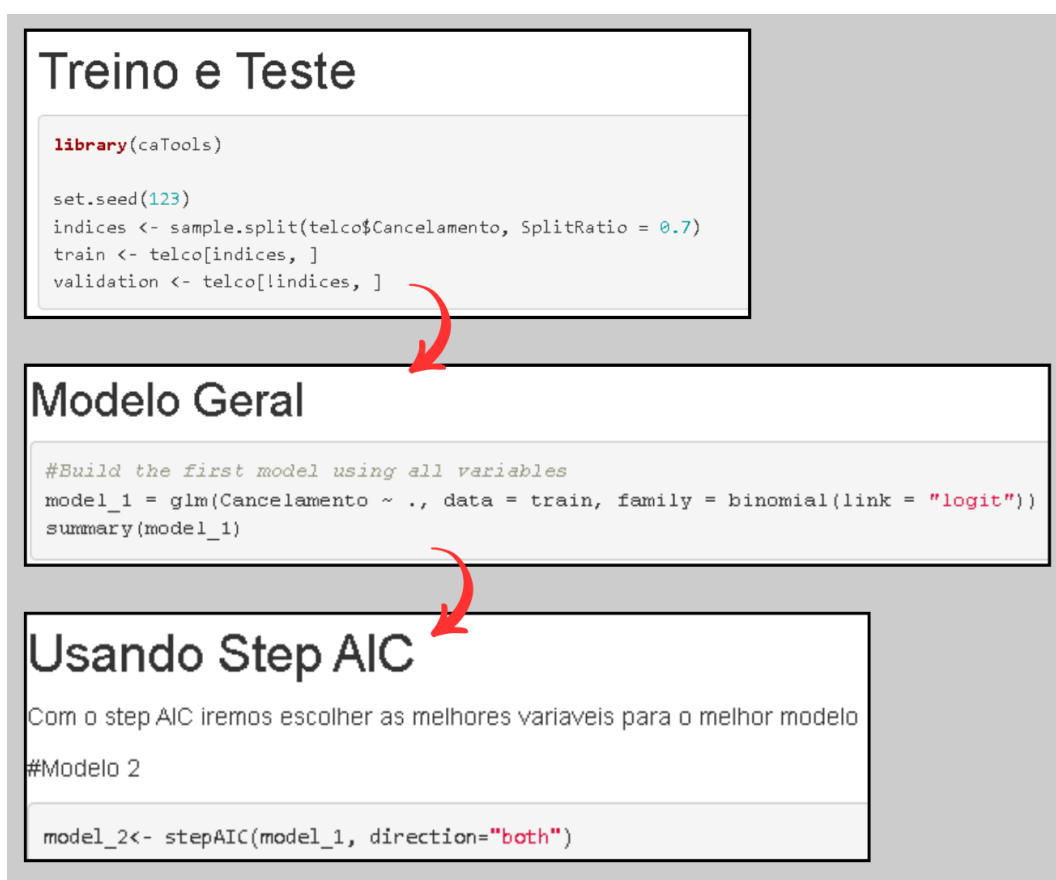 Treino e Teste
library(caTools)
set.seed(123)
indices <- sample.split(telco$Cancelamento, SplitRatio = 0.7)
train <- telco[indices, ]
validation <- telco[!indices, ]
Modelo Geral
#Build the first model using all variables
model_1 = glm(Cancelamento ~ ., data = train, family = binomial(link = "logit"))
summary(model_1)
Usando Step AIC
Com o step AIC iremos escolher as melhores variaveis para o melhor modelo
#Modelo 2
model_2<- stepAIC(model_1, direction="both")